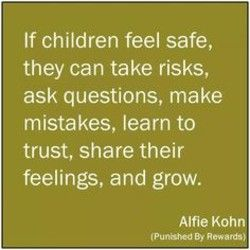 If children feel safe,
they can take risks,
ask questions, make
mistakes, learn to
trust, share their
feelings, and grow.
Alfie Kohn
(Punished By Rewards)